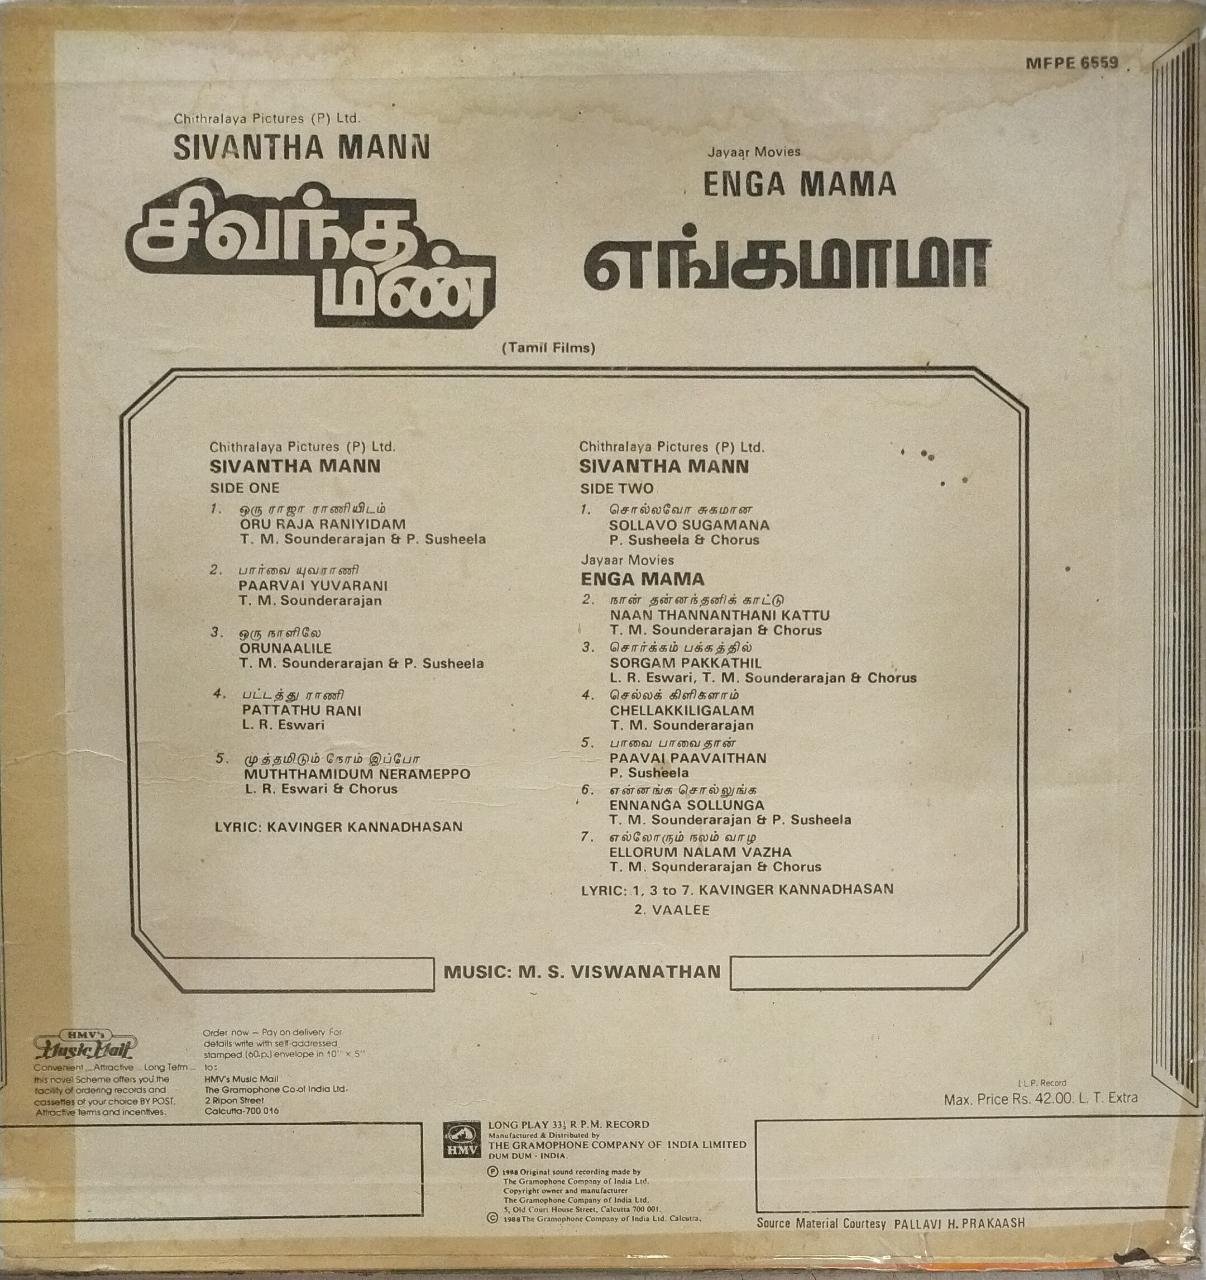 MFPE 6559
Chithralaya Pictures (P) Ltd.
SIVANTHA MANN
சிவந்த
மண்
Jayaar Movies
ENGA MAMA
எங்கமாமா
(Tamil Films)
Chithralaya Pictures (P) Ltd.
SIVANTHA MANN
SIDE ONE
1. ஒரு ராஜா ராணியிடம்
ORU RAJA RANIYIDAM
T. M. Sounderarajan & P. Susheela
2. பார்வை யுவராணி
PAARVAI YUVARANI
T. M. Sounderarajan
3. ஒரு நாளிலே
ORUNAALILE
T. M. Sounderarajan & P. Susheela
4. பட்டத்து ராணி
PATTATHU RANI
L. R. Eswari
5. முத்தமிடும் நேரம் இப்போ
MUTHTHAMIDUM NERAMEPPO
L. R. Eswari & Chorus
LYRIC: KAVINGER KANNADHASAN
Chithralaya Pictures (P) Ltd.
SIVANTHA MANN
SIDE TWO
1. சொல்லவோ சுகமான
SOLLAVO SUGAMANA
P. Susheela & Chorus
Jayaar Movies
ENGA MAMA
2. நான் தன்னந்தனிக் காட்டு
NAAN THANNANTHANI KATTU
T. M. Sounderarajan & Chorus
3. சொர்க்கம் பக்கத்தில்
SORGAM PAKKATHIL
L. R. Eswari, T. M. Sounderarajan & Chorus
4. செல்லக் கிளிகளாம்
CHELLAKKILIGALAM
T. M. Sounderarajan
5. பாவை பாவைதான்
PAAVAI PAAVAITHAN
P. Susheela
6. என்னங்க சொல்லுங்க
ENNANGA SOLLUNGA
T. M. Sounderarajan & P. Susheela
7. எல்லோரும் நலம் வாழ
ELLORUM NALAM VAZHA
T. M. Sounderarajan & Chorus
LYRIC: 1, 3 to 7. KAVINGER KANNADHASAN
2. VAALEE
MUSIC: M. S. VISWANATHAN
HMV's
Music Mail
Convenient ... Attractive ... Long Term ...
this novel Scheme offers you the
facility of ordering records and
cassettes of your choice BY POST.
Attractive terms and incentives.
Order now – Pay on delivery For
details write with self-addressed
stamped (60p.) envelope in 10" × 5"
to:
HMV's Music Mail
The Gramophone Co of India Ltd.
2 Ripon Street
Calcutta-700 016
L.P. Record
Max. Price Rs. 42.00. L. T. Extra
HMV
LONG PLAY 33⅓ R P.M. RECORD
Manufactured & Distributed by
THE GRAMOPHONE COMPANY OF INDIA LIMITED
DUM DUM - INDIA.
Ⓟ 1988 Original sound recording made by
The Gramophone Company of India Ltd.
Copyright owner and manufacturer
The Gramophone Company of India Ltd.
5, Old Court House Street, Calcutta 700 001.
© 1988 The Gramophone Company of India Ltd. Calcutta.
Source Material Courtesy PALLAVI H. PRAKAASH